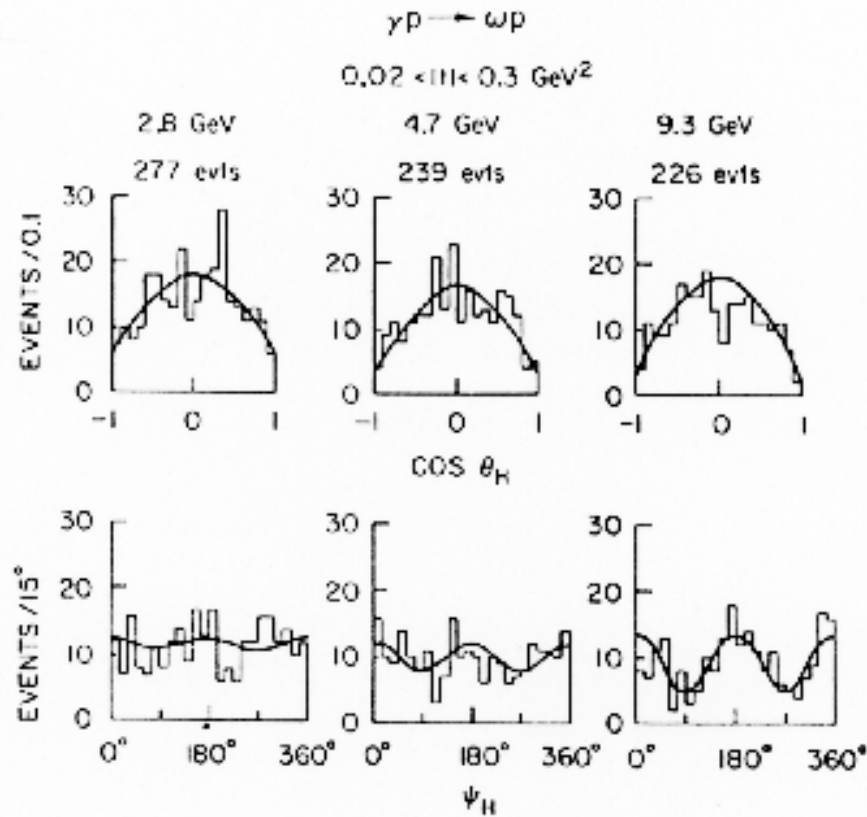 γp → ωp
0.02 <|t|< 0.3 GeV²
2.8 GeV 4.7 GeV 9.3 GeV
277 evts 239 evts 226 evts
EVENTS/0.1
30 30 30
20 20 20
10 10 10
0 0 0
-1 0 1 -1 0 1 -1 0 1
COS θH
EVENTS/15°
30 30 30
20 20 20
10 10 10
0 0 0
0° 180° 360° 0° 180° 360° 0° 180° 360°
ψH